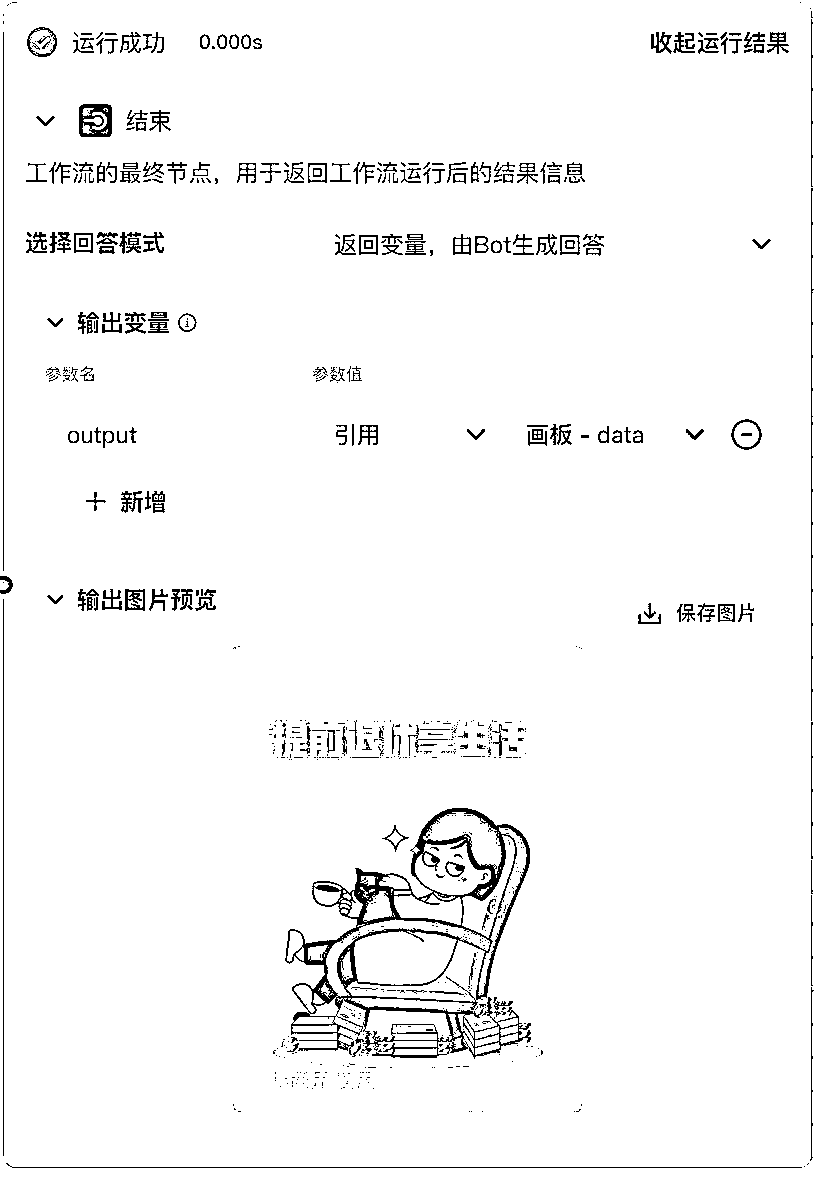 运行成功 0.000s 收起运行结果
结束
工作流的最终节点，用于返回工作流运行后的结果信息
选择回答模式 返回变量，由Bot生成回答
输出变量
参数名 参数值
output 引用 画板 - data
新增
输出图片预览
保存图片
提前退休享生活